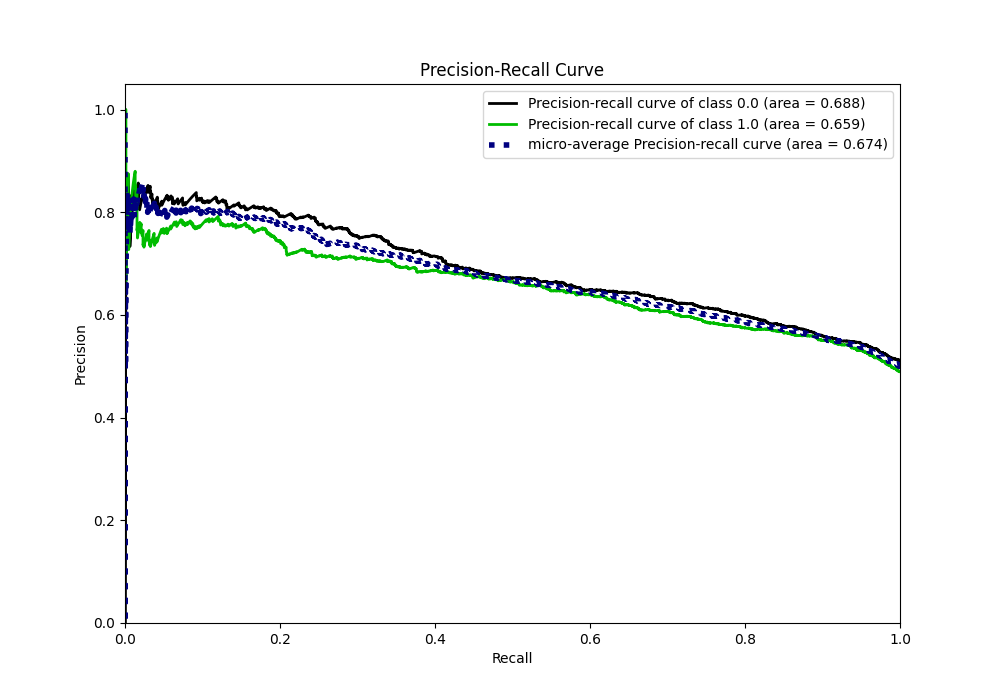 Precision-Recall Curve
Precision-recall curve of class 0.0 (area = 0.688)
Precision-recall curve of class 1.0 (area = 0.659)
micro-average Precision-recall curve (area = 0.674)
1.0
0.8
0.6
0.4
0.2
0.0
Precision
0.0 0.2 0.4 0.6 0.8 1.0
Recall